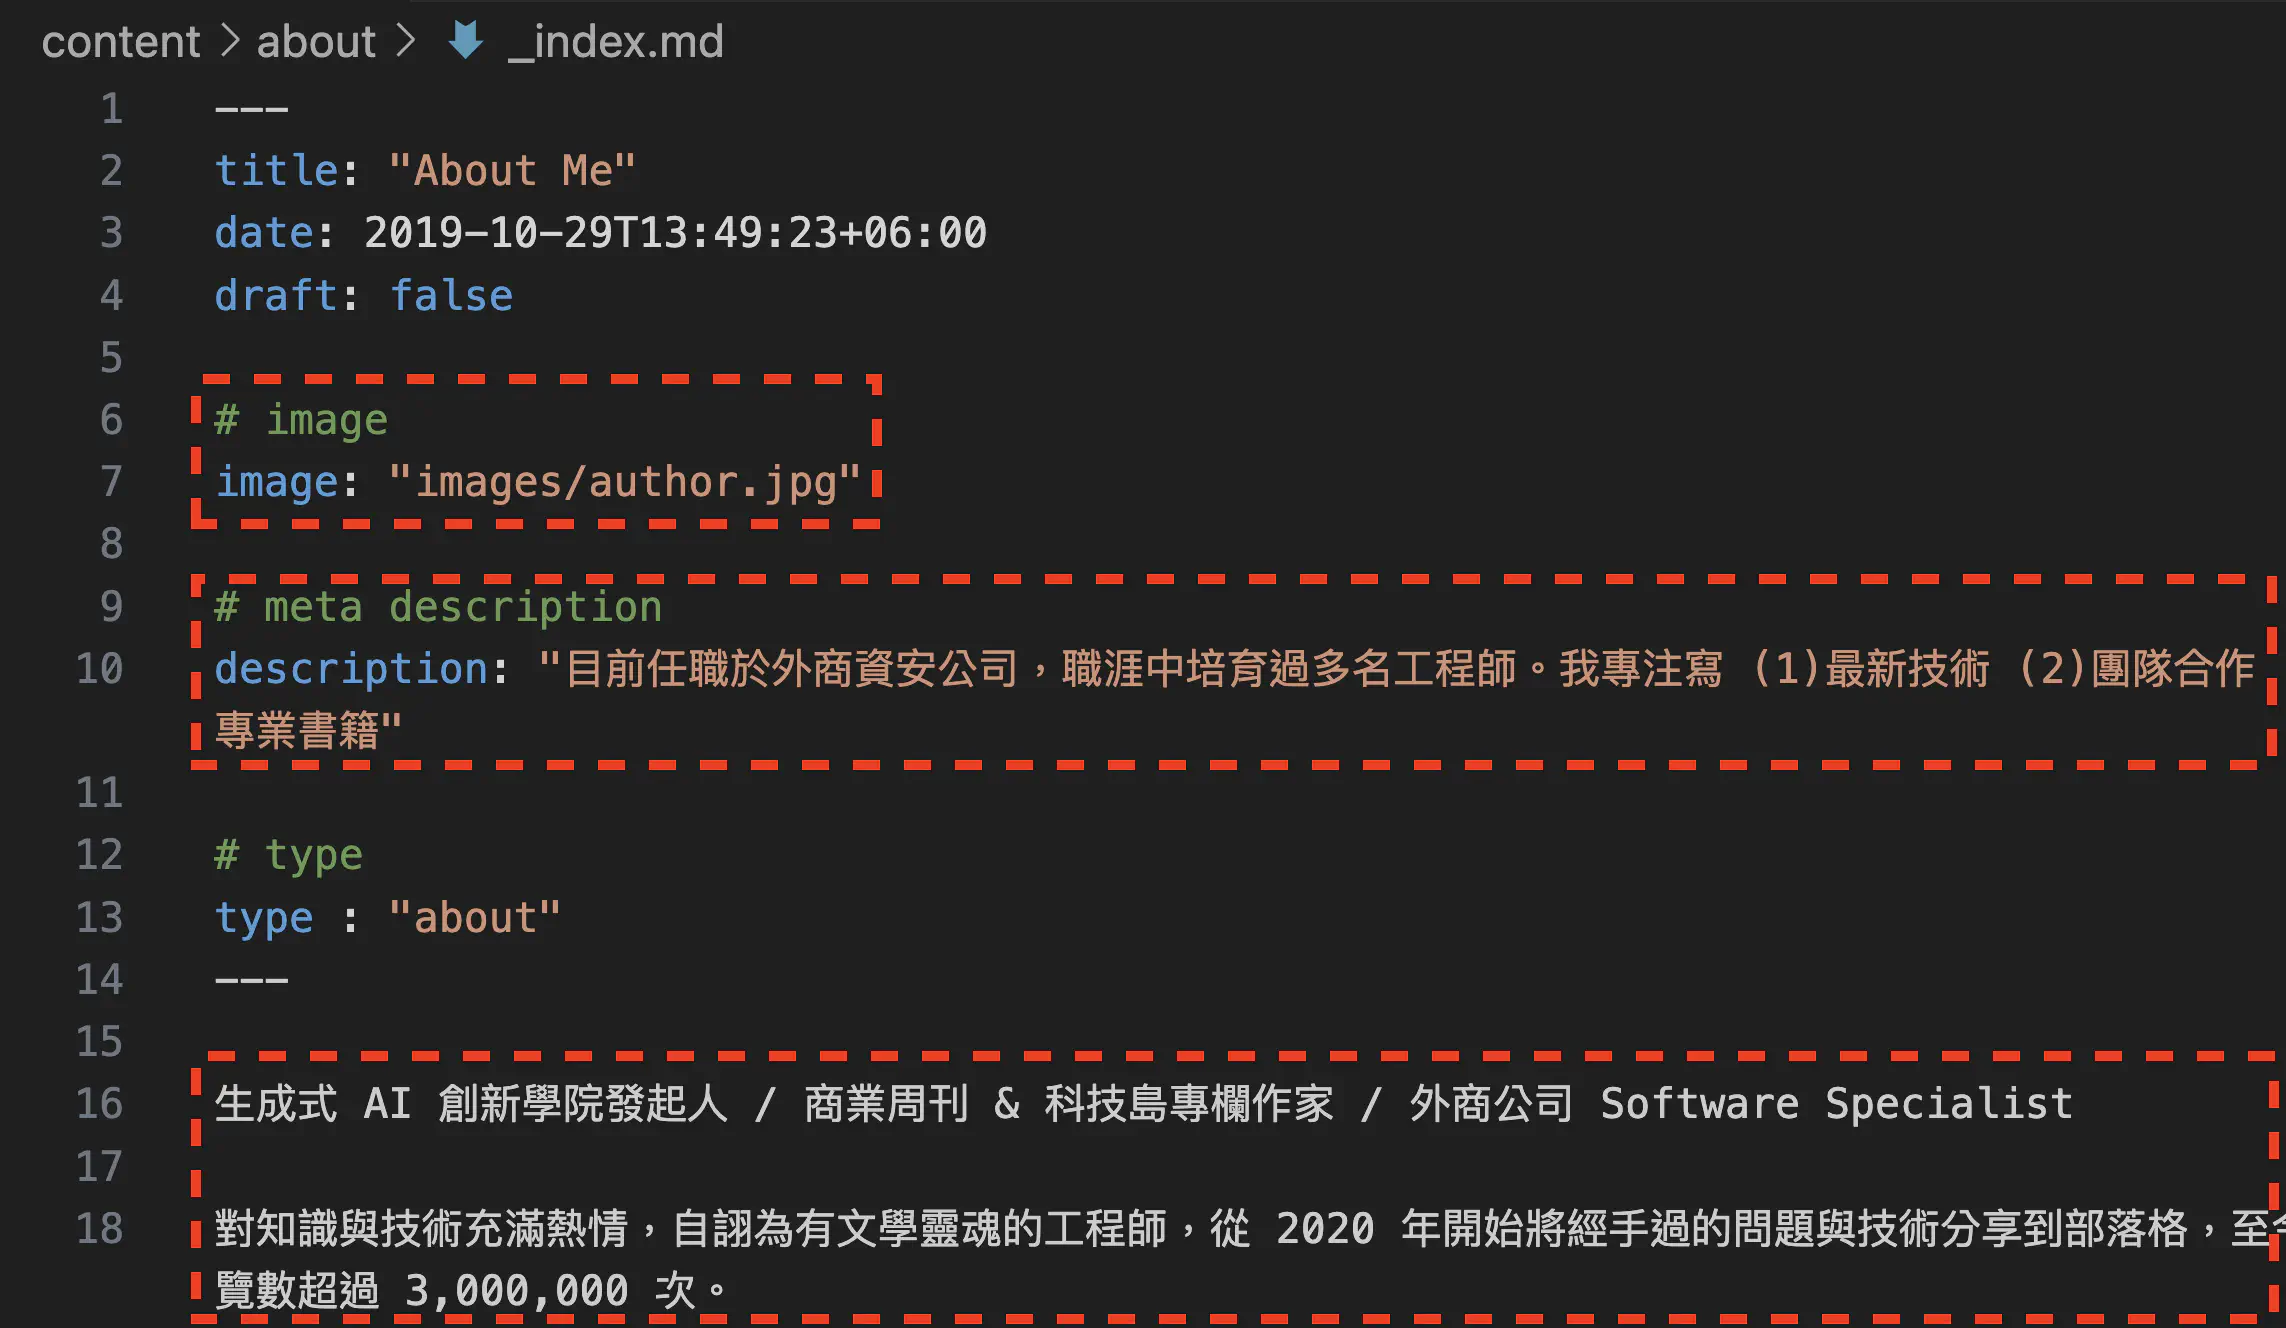 content > about > _index.md
1 ---
2 title: "About Me"
3 date: 2019-10-29T13:49:23+06:00
4 draft: false
5
6 # image
7 image: "images/author.jpg"
8
9 # meta description
10 description: "目前任職於外商資安公司，職涯中培育過多名工程師。我專注寫 (1)最新技術 (2)團隊合作
專業書籍"
11
12 # type
13 type : "about"
14 ---
15
16 生成式 AI 創新學院發起人 / 商業周刊 & 科技島專欄作家 / 外商公司 Software Specialist
17
18 對知識與技術充滿熱情，自詡為有文學靈魂的工程師，從 2020 年開始將經手過的問題與技術分享到部落格，至今
覽數超過 3,000,000 次。